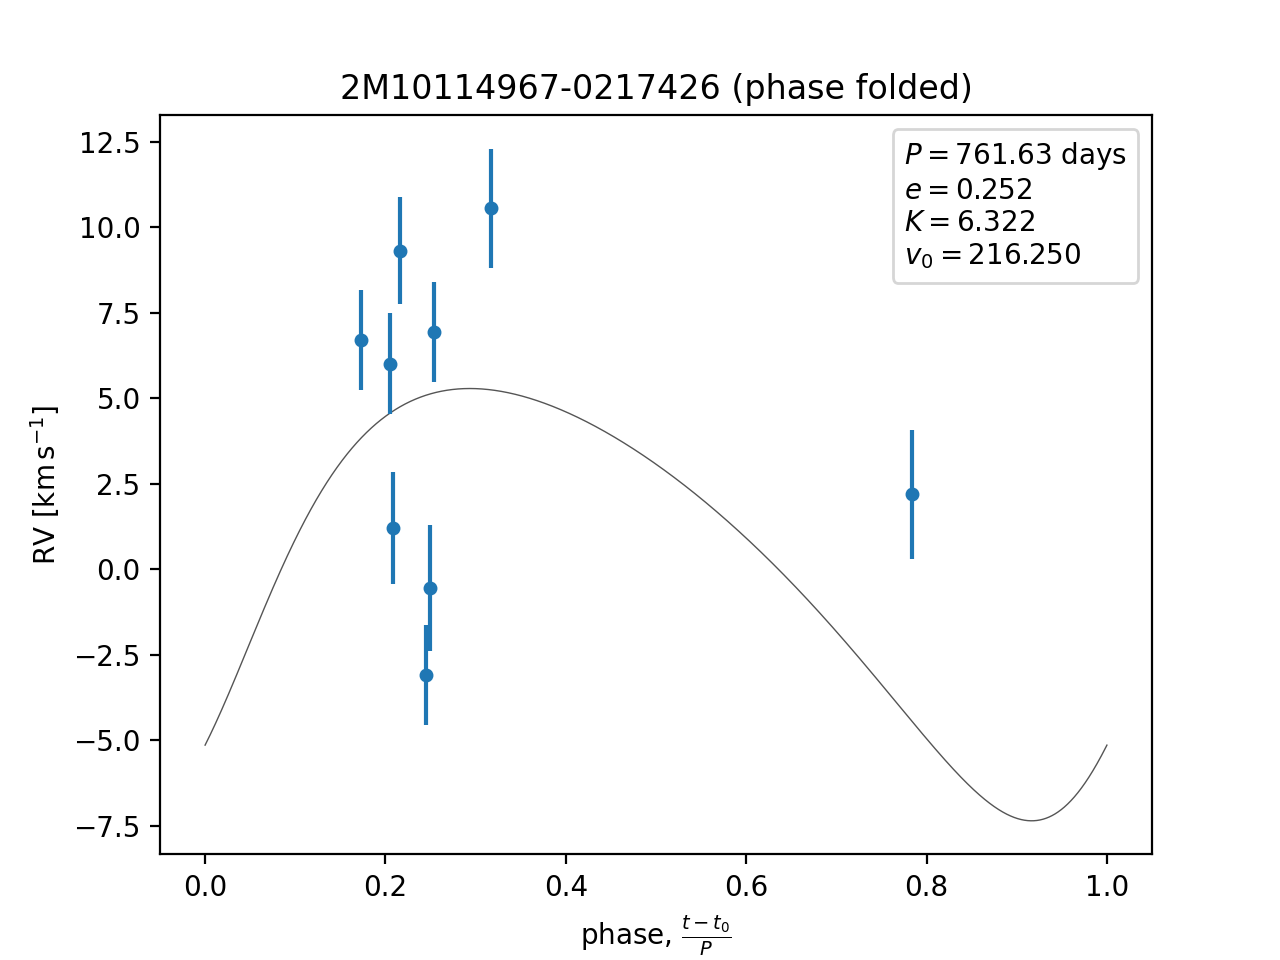 2M10114967-0217426 (phase folded)
P = 761.63 days
e = 0.252
K = 6.322
v₀ = 216.250
12.5
10.0
7.5
5.0
2.5
0.0
−2.5
−5.0
−7.5
RV [km s⁻¹]
0.0 0.2 0.4 0.6 0.8 1.0
phase, (t − t₀)/P